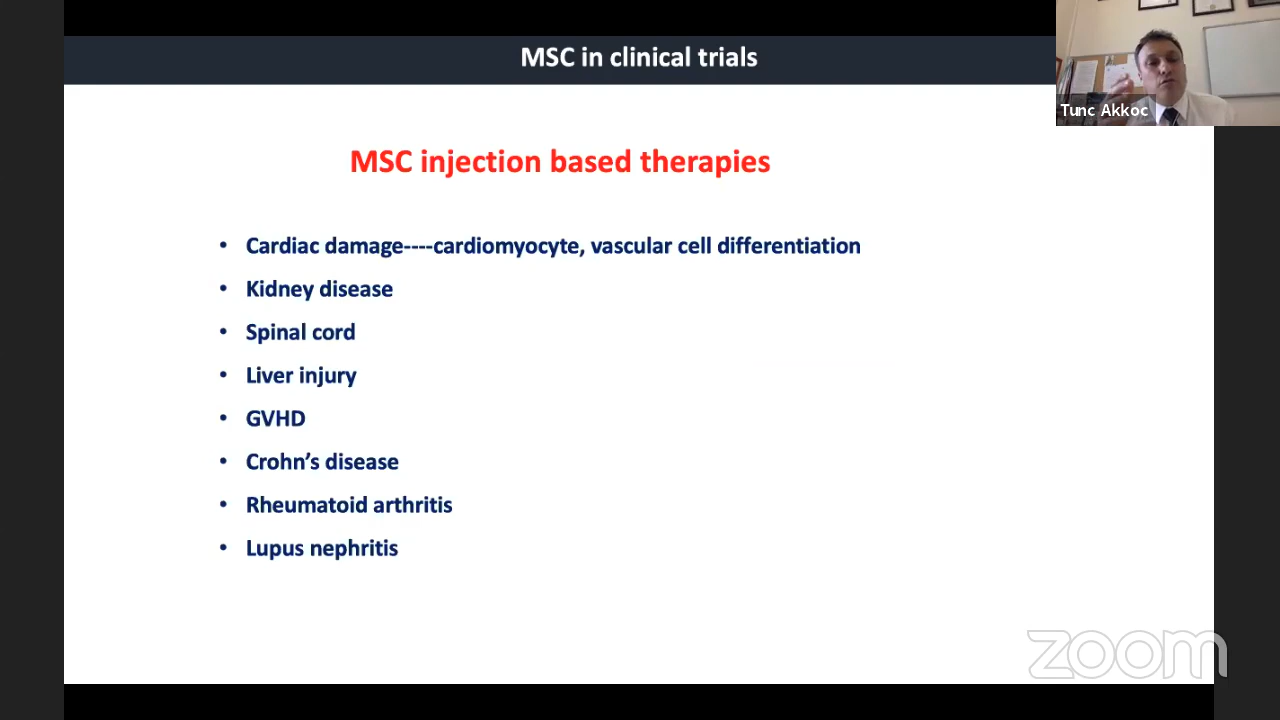 MSC in clinical trials
Tunc Akkoc
MSC injection based therapies
• Cardiac damage----cardiomyocyte, vascular cell differentiation
• Kidney disease
• Spinal cord
• Liver injury
• GVHD
• Crohn’s disease
• Rheumatoid arthritis
• Lupus nephritis
zoom